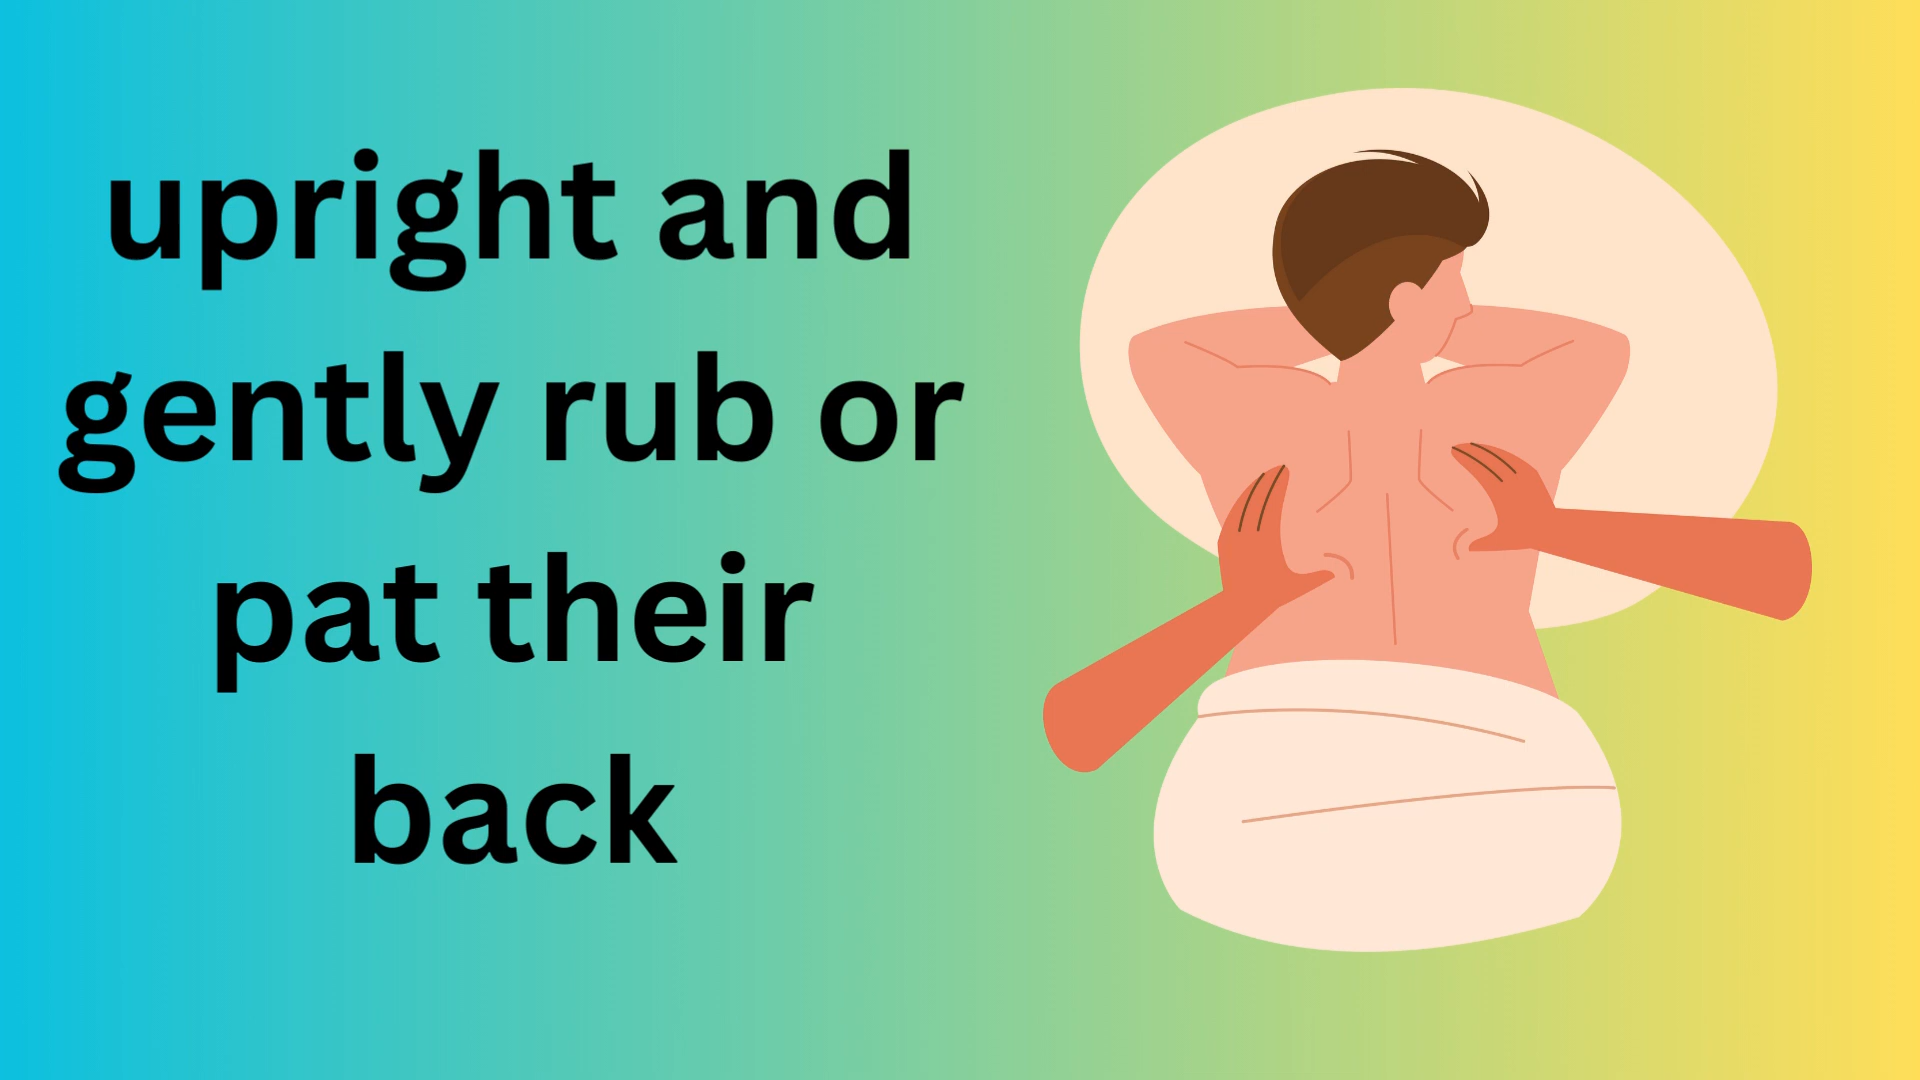 upright and
gently rub or
pat their
back